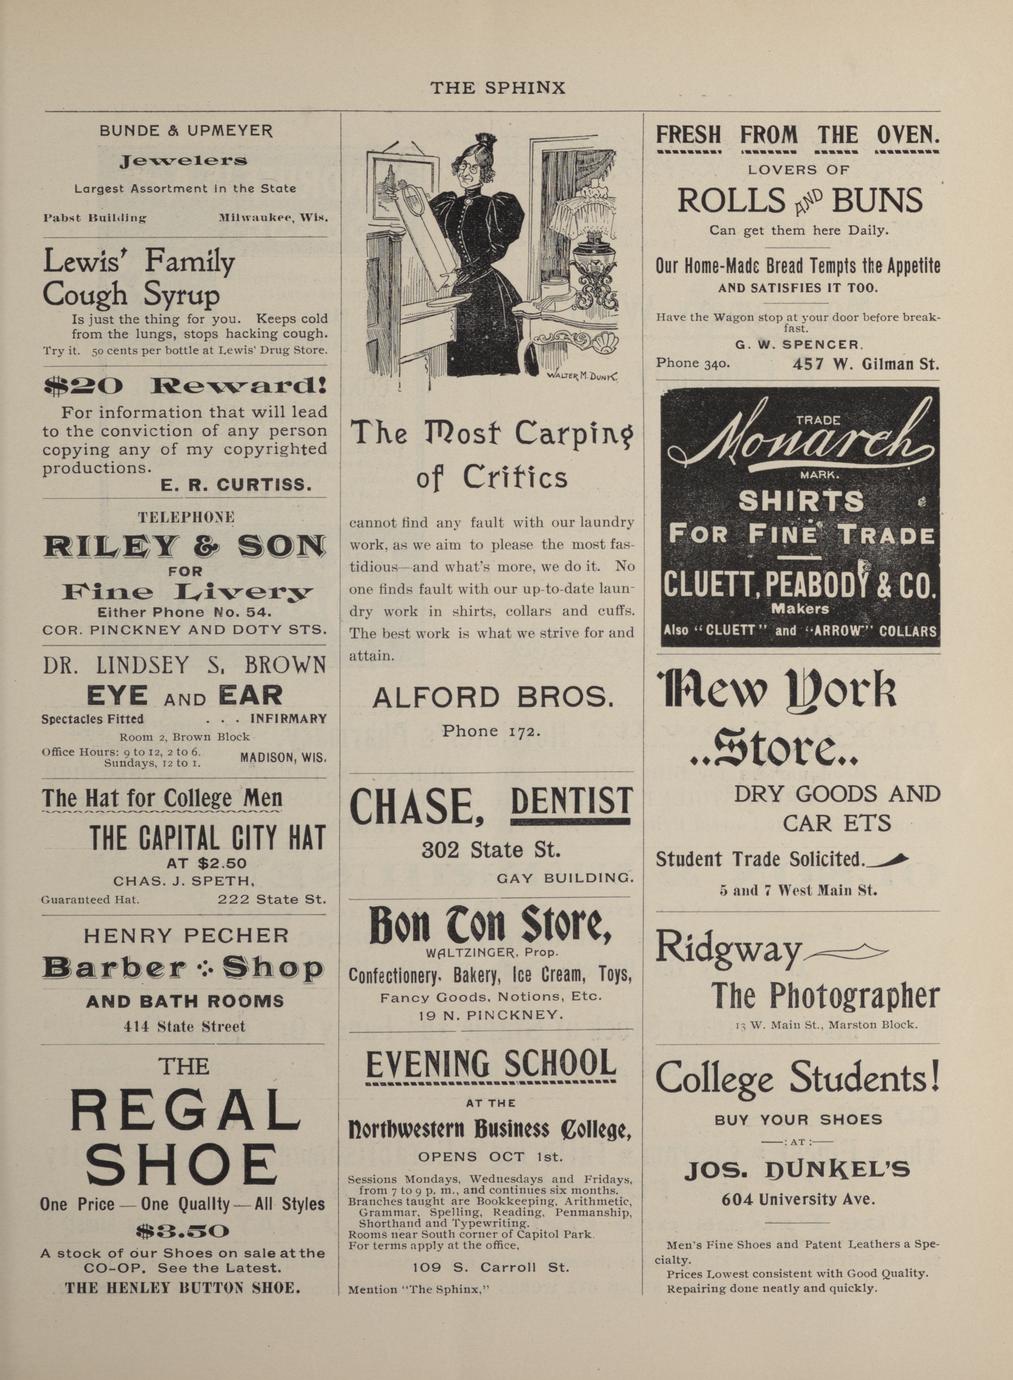 THE SPHINX
BUNDE & UPMEYER
Jewelers
Largest Assortment in the State
Pabst Building Milwaukee, Wis.
Lewis' Family
Cough Syrup
Is just the thing for you. Keeps cold
from the lungs, stops hacking cough.
Try it. 50 cents per bottle at Lewis' Drug Store.
$20 Reward!
For information that will lead
to the conviction of any person
copying any of my copyrighted
productions.
E. R. CURTISS.
TELEPHONE
RILEY & SON
FOR
Fine Livery
Either Phone No. 54.
COR. PINCKNEY AND DOTY STS.
DR. LINDSEY S. BROWN
EYE AND EAR
Spectacles Fitted . . . INFIRMARY
Room 2, Brown Block
Office Hours: 9 to 12, 2 to 6.
Sundays, 12 to 1. MADISON, WIS.
The Hat for College Men
THE CAPITAL CITY HAT
AT $2.50
CHAS. J. SPETH,
Guaranteed Hat. 222 State St.
HENRY PECHER
Barber Shop
AND BATH ROOMS
414 State Street
THE
REGAL
SHOE
One Price — One Quality — All Styles
$3.50
A stock of our Shoes on sale at the
CO-OP. See the Latest.
THE HENLEY BUTTON SHOE.
WALTER M. DUNK.
The Most Carping
of Critics
cannot find any fault with our laundry
work, as we aim to please the most fas-
tidious—and what's more, we do it. No
one finds fault with our up-to-date laun-
dry work in shirts, collars and cuffs.
The best work is what we strive for and
attain.
ALFORD BROS.
Phone 172.
CHASE, DENTIST
302 State St.
GAY BUILDING.
Bon Ton Store,
WALTZINGER, Prop.
Confectionery, Bakery, Ice Cream, Toys,
Fancy Goods, Notions, Etc.
19 N. PINCKNEY.
EVENING SCHOOL
AT THE
Northwestern Business College,
OPENS OCT 1st.
Sessions Mondays, Wednesdays and Fridays,
from 7 to 9 p. m., and continues six months.
Branches taught are Bookkeeping, Arithmetic,
Grammar, Spelling, Reading, Penmanship,
Shorthand and Typewriting.
Rooms near South corner of Capitol Park.
For terms apply at the office,
109 S. Carroll St.
Mention "The Sphinx,"
FRESH FROM THE OVEN.
LOVERS OF
ROLLS AND BUNS
Can get them here Daily.
Our Home-Made Bread Tempts the Appetite
AND SATISFIES IT TOO.
Have the Wagon stop at your door before break-
fast.
G. W. SPENCER,
Phone 340. 457 W. Gilman St.
TRADE
Monarch
MARK.
SHIRTS
FOR FINE TRADE
CLUETT, PEABODY & CO.
Makers
Also "CLUETT" and "ARROW" COLLARS
New York
..Store..
DRY GOODS AND
CAR ETS
Student Trade Solicited.
5 and 7 West Main St.
Ridgway
The Photographer
13 W. Main St., Marston Block.
College Students!
BUY YOUR SHOES
—: AT :—
JOS. DUNKEL'S
604 University Ave.
Men's Fine Shoes and Patent Leathers a Spe-
cialty.
Prices Lowest consistent with Good Quality.
Repairing done neatly and quickly.